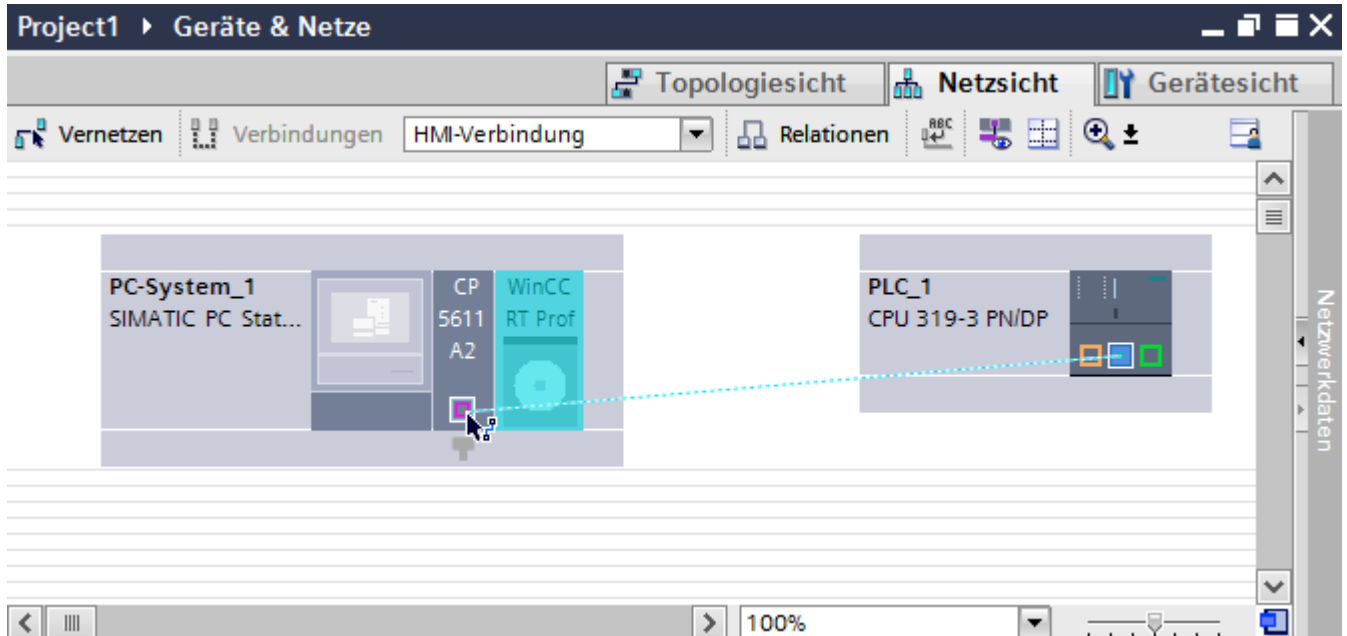 Project1 ▸ Geräte & Netze
Topologiesicht
Netzsicht
Gerätesicht
Vernetzen
Verbindungen
HMI-Verbindung
Relationen
ABC
PC-System_1
SIMATIC PC Stat...
CP
5611
A2
WinCC
RT Prof
PLC_1
CPU 319-3 PN/DP
Netzwerkdaten
100%